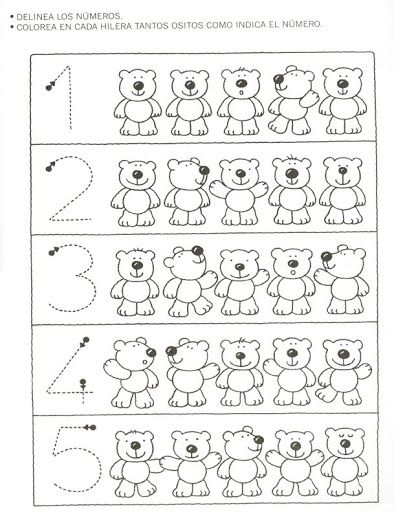 • DELINEA LOS NÚMEROS.
• COLOREA EN CADA HILERA TANTOS OSITOS COMO INDICA EL NÚMERO.
1
2
3
4
5